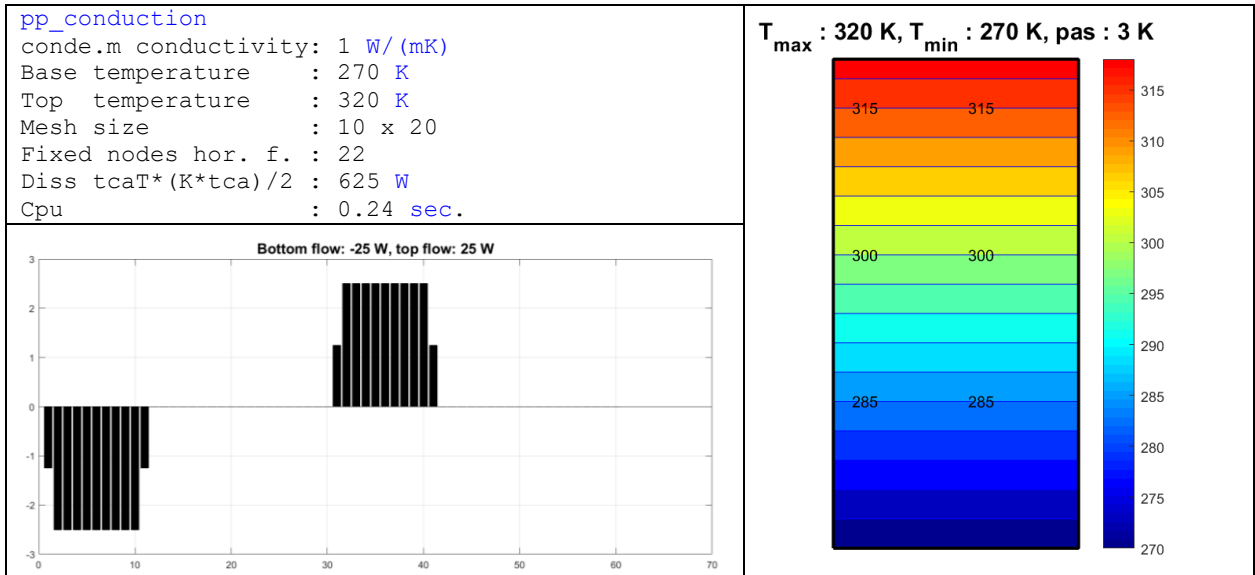 pp_conduction
conde.m conductivity: 1 W/(mK)
Base temperature    : 270 K
Top  temperature    : 320 K
Mesh size           : 10 x 20
Fixed nodes hor. f. : 22
Diss tcaT*(K*tca)/2 : 625 W
Cpu                 : 0.24 sec.
Bottom flow: -25 W, top flow: 25 W
3
2
1
0
-1
-2
-3
0 10 20 30 40 50 60 70
T_max : 320 K, T_min : 270 K, pas : 3 K
315 315
300 300
285 285
315
310
305
300
295
290
285
280
275
270